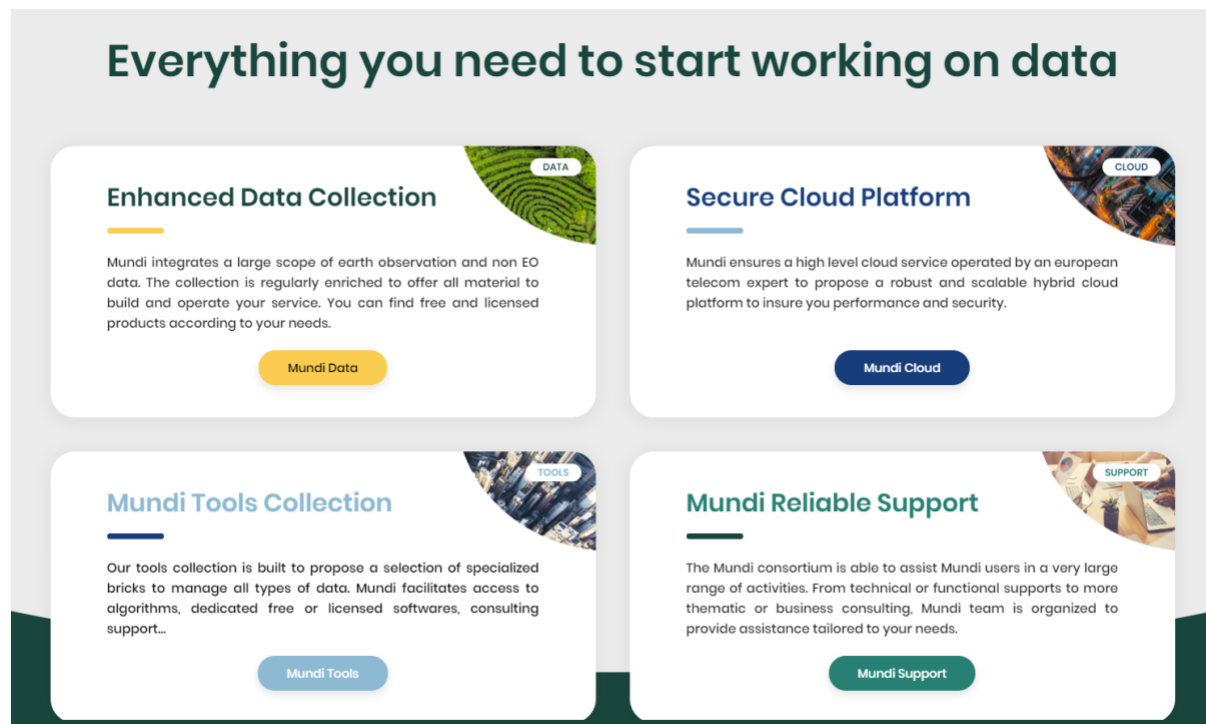 Everything you need to start working on data
DATA
Enhanced Data Collection
Mundi integrates a large scope of earth observation and non EO
data. The collection is regularly enriched to offer all material to
build and operate your service. You can find free and licensed
products according to your needs.
Mundi Data
CLOUD
Secure Cloud Platform
Mundi ensures a high level cloud service operated by an european
telecom expert to propose a robust and scalable hybrid cloud
platform to insure you performance and security.
Mundi Cloud
TOOLS
Mundi Tools Collection
Our tools collection is built to propose a selection of specialized
bricks to manage all types of data. Mundi facilitates access to
algorithms, dedicated free or licensed softwares, consulting
support...
Mundi Tools
SUPPORT
Mundi Reliable Support
The Mundi consortium is able to assist Mundi users in a very large
range of activities. From technical or functional supports to more
thematic or business consulting, Mundi team is organized to
provide assistance tailored to your needs.
Mundi Support